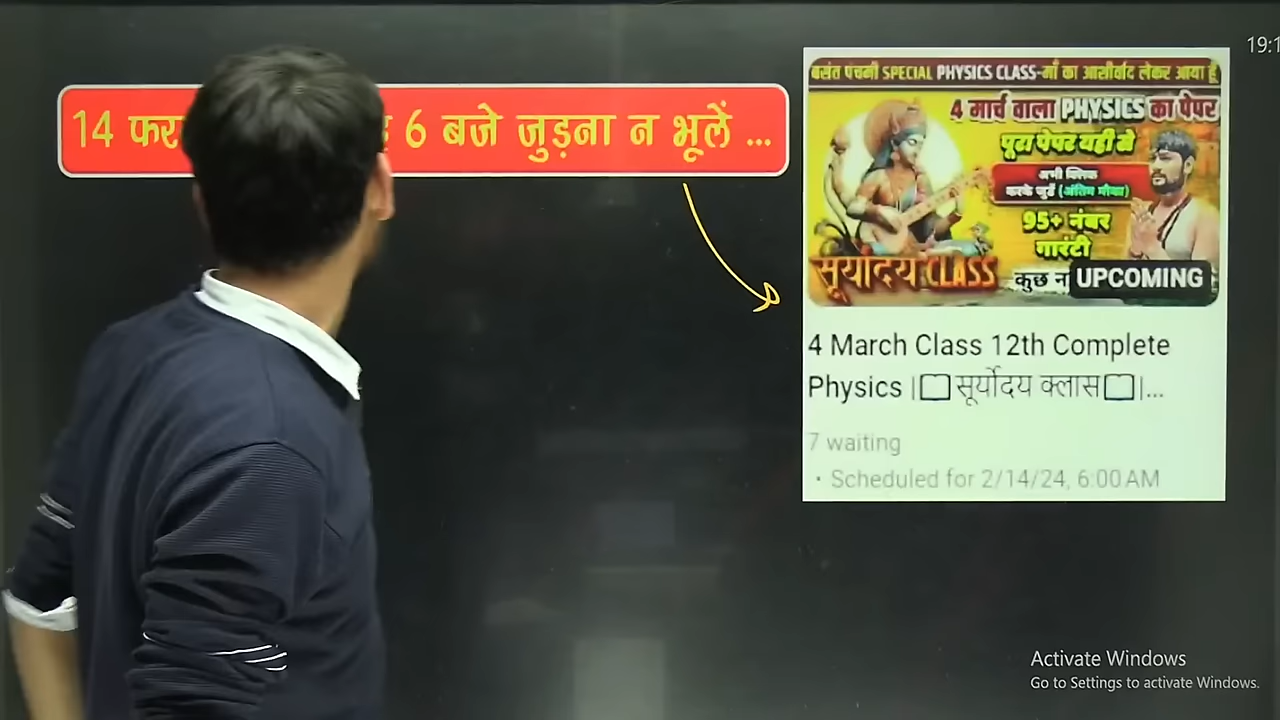 19:1
14 फर 6 बजे जुड़ना न भूलें ...
बसंत पंचमी SPECIAL PHYSICS CLASS-माँ का आशीर्वाद लेकर आया हूँ
4 मार्च वाला PHYSICS का पेपर
पूरा पेपर यही से
अभी क्लिक
करके जुड़ें (अंतिम मौका)
95+ नंबर
गारंटी
सूर्योदय CLASS
कुछ
UPCOMING
4 March Class 12th Complete
Physics |सूर्योदय क्लास|...
7 waiting
• Scheduled for 2/14/24, 6:00 AM
Activate Windows
Go to Settings to activate Windows.